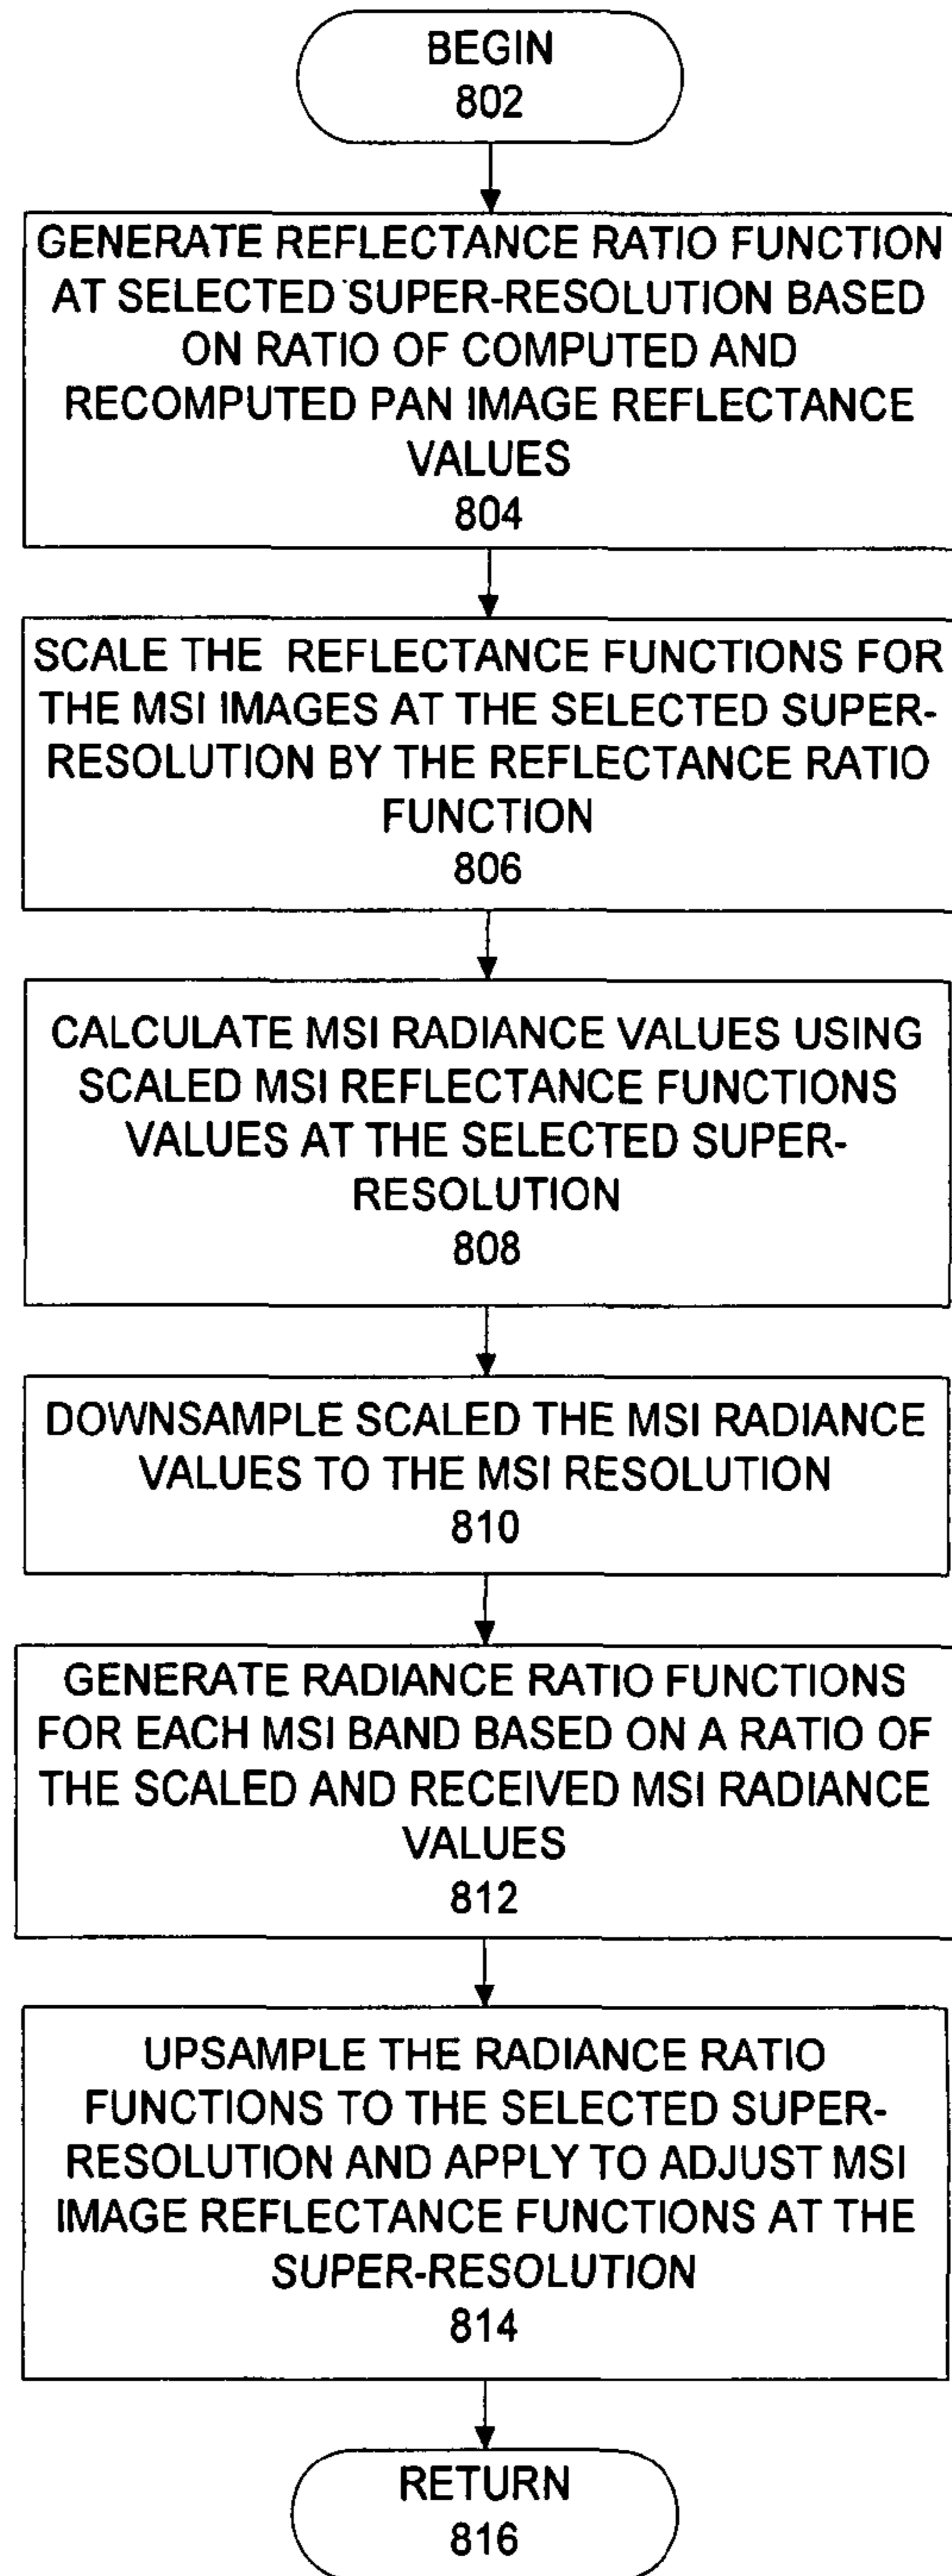 BEGIN
802
GENERATE REFLECTANCE RATIO FUNCTION
AT SELECTED SUPER-RESOLUTION BASED
ON RATIO OF COMPUTED AND
RECOMPUTED PAN IMAGE REFLECTANCE
VALUES
804
SCALE THE REFLECTANCE FUNCTIONS FOR
THE MSI IMAGES AT THE SELECTED SUPER-
RESOLUTION BY THE REFLECTANCE RATIO
FUNCTION
806
CALCULATE MSI RADIANCE VALUES USING
SCALED MSI REFLECTANCE FUNCTIONS
VALUES AT THE SELECTED SUPER-
RESOLUTION
808
DOWNSAMPLE SCALED THE MSI RADIANCE
VALUES TO THE MSI RESOLUTION
810
GENERATE RADIANCE RATIO FUNCTIONS
FOR EACH MSI BAND BASED ON A RATIO OF
THE SCALED AND RECEIVED MSI RADIANCE
VALUES
812
UPSAMPLE THE RADIANCE RATIO
FUNCTIONS TO THE SELECTED SUPER-
RESOLUTION AND APPLY TO ADJUST MSI
IMAGE REFLECTANCE FUNCTIONS AT THE
SUPER-RESOLUTION
814
RETURN
816